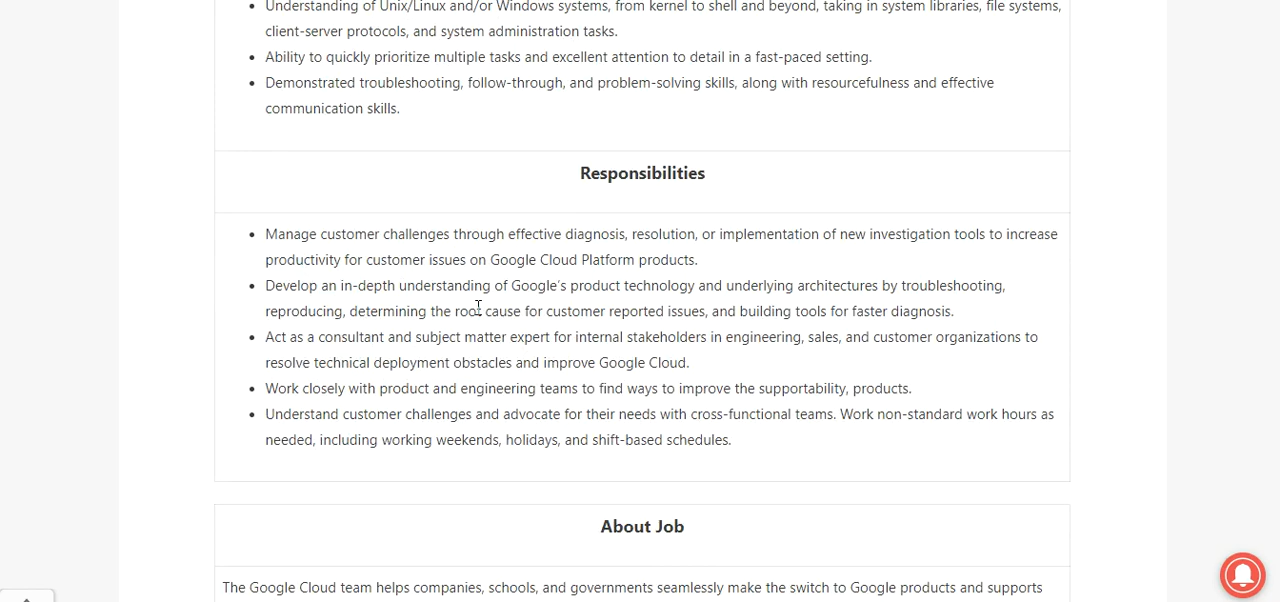 Understanding of Unix/Linux and/or Windows systems, from kernel to shell and beyond, taking in system libraries, file systems,
client-server protocols, and system administration tasks.
Ability to quickly prioritize multiple tasks and excellent attention to detail in a fast-paced setting.
Demonstrated troubleshooting, follow-through, and problem-solving skills, along with resourcefulness and effective
communication skills.
Responsibilities
Manage customer challenges through effective diagnosis, resolution, or implementation of new investigation tools to increase
productivity for customer issues on Google Cloud Platform products.
Develop an in-depth understanding of Google's product technology and underlying architectures by troubleshooting,
reproducing, determining the root cause for customer reported issues, and building tools for faster diagnosis.
Act as a consultant and subject matter expert for internal stakeholders in engineering, sales, and customer organizations to
resolve technical deployment obstacles and improve Google Cloud.
Work closely with product and engineering teams to find ways to improve the supportability, products.
Understand customer challenges and advocate for their needs with cross-functional teams. Work non-standard work hours as
needed, including working weekends, holidays, and shift-based schedules.
About Job
The Google Cloud team helps companies, schools, and governments seamlessly make the switch to Google products and supports